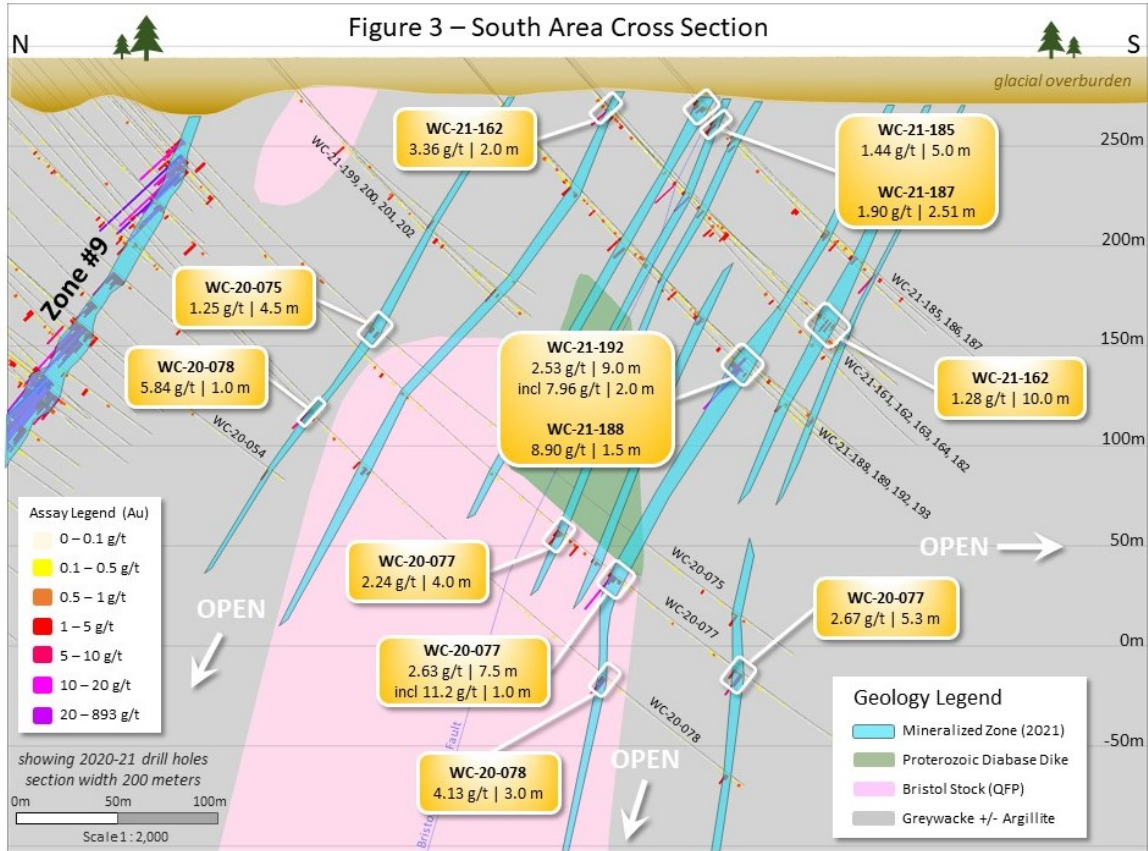 Figure 3 – South Area Cross Section
N
S
glacial overburden
WC-21-162
3.36 g/t | 2.0 m
WC-21-185
1.44 g/t | 5.0 m
WC-21-187
1.90 g/t | 2.51 m
250m
200m
150m
100m
50m
0m
-50m
WC-21-199, 200, 201, 202
Zone #9
WC-20-075
1.25 g/t | 4.5 m
WC-20-078
5.84 g/t | 1.0 m
WC-20-054
WC-21-192
2.53 g/t | 9.0 m
incl 7.96 g/t | 2.0 m
WC-21-188
8.90 g/t | 1.5 m
WC-21-185, 186, 187
WC-21-162
1.28 g/t | 10.0 m
WC-21-161, 162, 163, 164, 182
WC-21-188, 189, 192, 193
OPEN
WC-20-077
2.24 g/t | 4.0 m
WC-20-075
WC-20-077
WC-20-077
2.67 g/t | 5.3 m
OPEN
WC-20-077
2.63 g/t | 7.5 m
incl 11.2 g/t | 1.0 m
WC-20-078
Fault
WC-20-078
4.13 g/t | 3.0 m
OPEN
Assay Legend (Au)
0 – 0.1 g/t
0.1 – 0.5 g/t
0.5 – 1 g/t
1 – 5 g/t
5 – 10 g/t
10 – 20 g/t
20 – 893 g/t
showing 2020-21 drill holes
section width 200 meters
0m 50m 100m
Scale 1 : 2,000
Geology Legend
Mineralized Zone (2021)
Proterozoic Diabase Dike
Bristol Stock (QFP)
Greywacke +/- Argillite